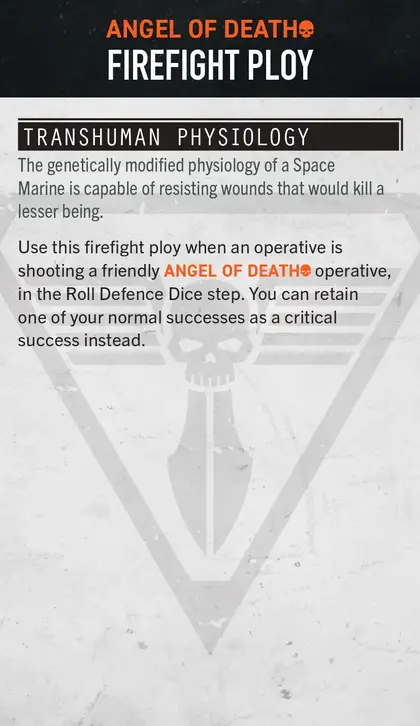 ANGEL OF DEATH
FIREFIGHT PLOY
TRANSHUMAN PHYSIOLOGY
The genetically modified physiology of a Space
Marine is capable of resisting wounds that would kill a
lesser being.
Use this firefight ploy when an operative is
shooting a friendly ANGEL OF DEATH operative,
in the Roll Defence Dice step. You can retain
one of your normal successes as a critical
success instead.